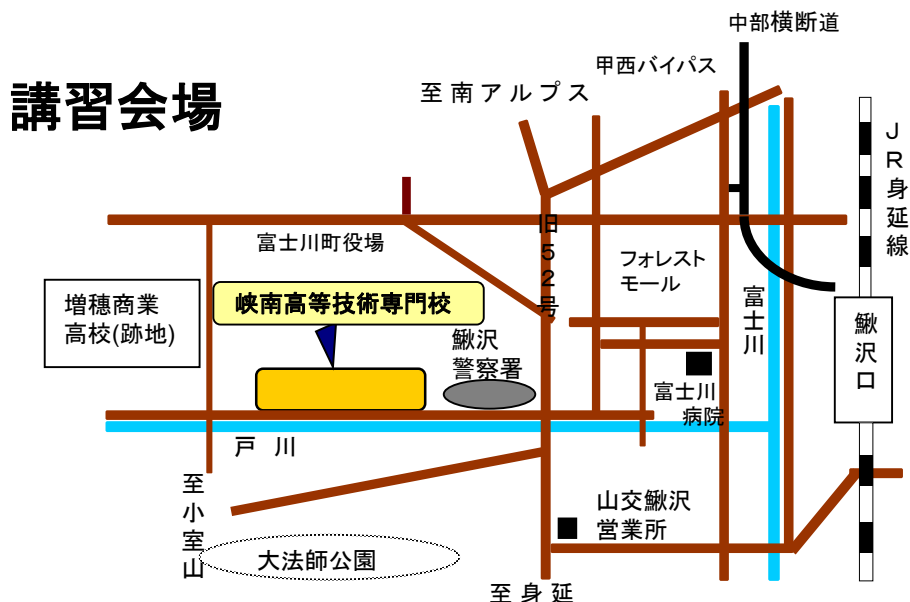 中部横断道
甲西バイパス
至南アルプス
講習会場
JR身延線
旧52号
富士川町役場
フォレスト
モール
増穂商業
高校(跡地)
峡南高等技術専門校
富士川
鰍沢口
鰍沢
警察署
富士川
病院
戸川
至小室山
山交鰍沢
営業所
大法師公園
至身延